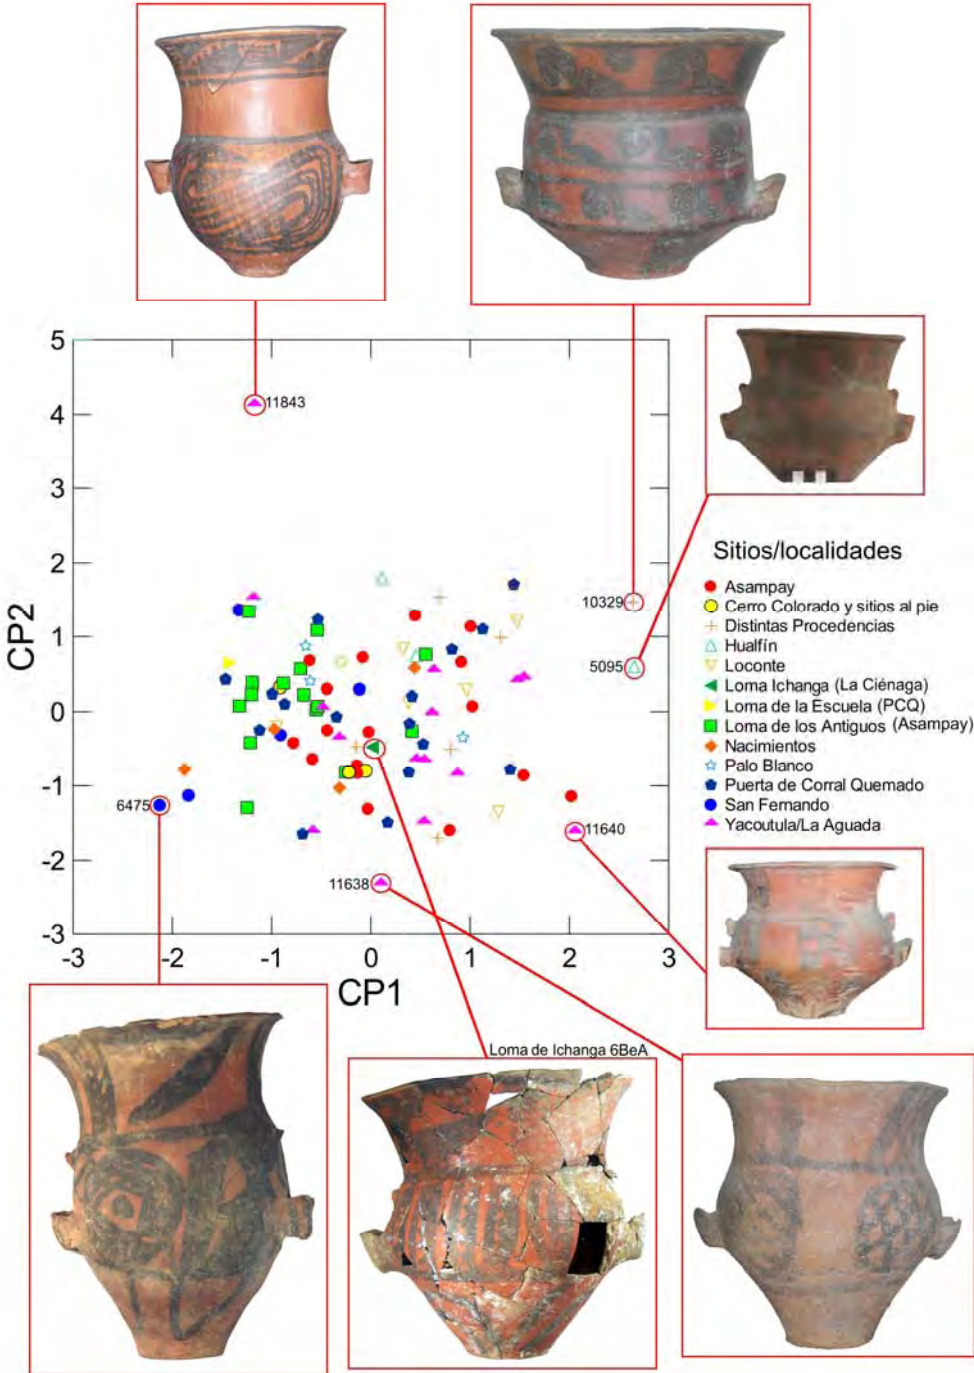 5
4
3
2
1
0
-1
-2
-3
CP2
-3
-2
-1
0
1
2
3
CP1
11843
10329
5095
6475
11640
11638
Sitios/localidades
Asampay
Cerro Colorado y sitios al pie
Distintas Procedencias
Hualfín
Loconte
Loma Ichanga (La Ciénaga)
Loma de la Escuela (PCQ)
Loma de los Antiguos (Asampay)
Nacimientos
Palo Blanco
Puerta de Corral Quemado
San Fernando
Yacoutula/La Aguada
Loma de Ichanga 6BeA